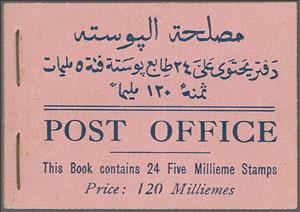 مصلحة البوسته
دفتر يحتوى على ٢٤ طابع بوستة فئة ٥ مليمات
ثمنه ١٢٠ مليماً
POST OFFICE
This Book contains 24 Five Millieme Stamps
Price: 120 Milliemes